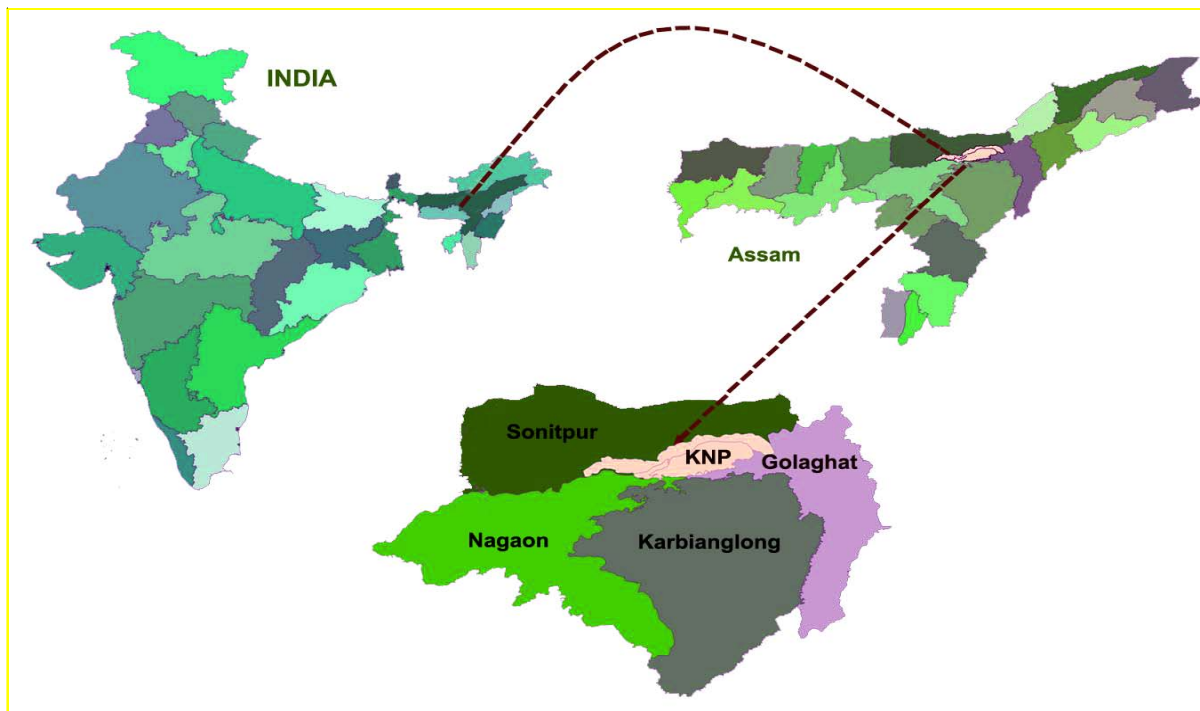 INDIA
Assam
Sonitpur
KNP
Golaghat
Nagaon
Karbianglong